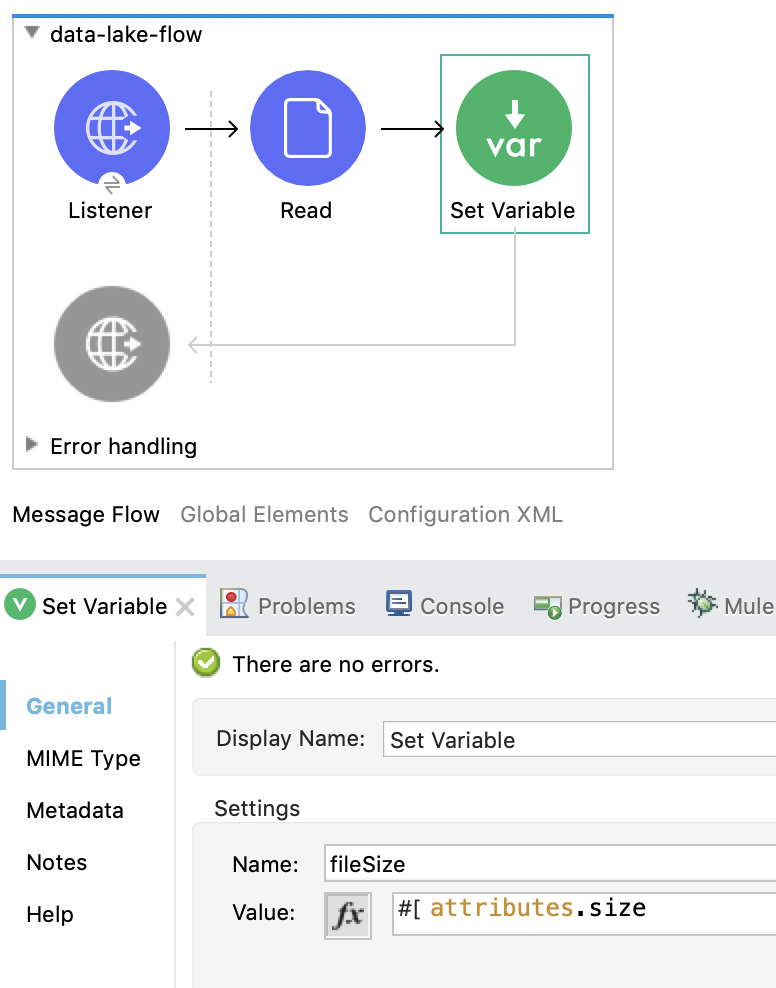 data-lake-flow
var
Listener
Read
Set Variable
Error handling
Message Flow Global Elements Configuration XML
V Set Variable Problems Console Progress Mule
There are no errors.
General
Display Name: Set Variable
MIME Type
Metadata
Settings
Notes
Name: fileSize
Help
Value: fx #[ attributes.size